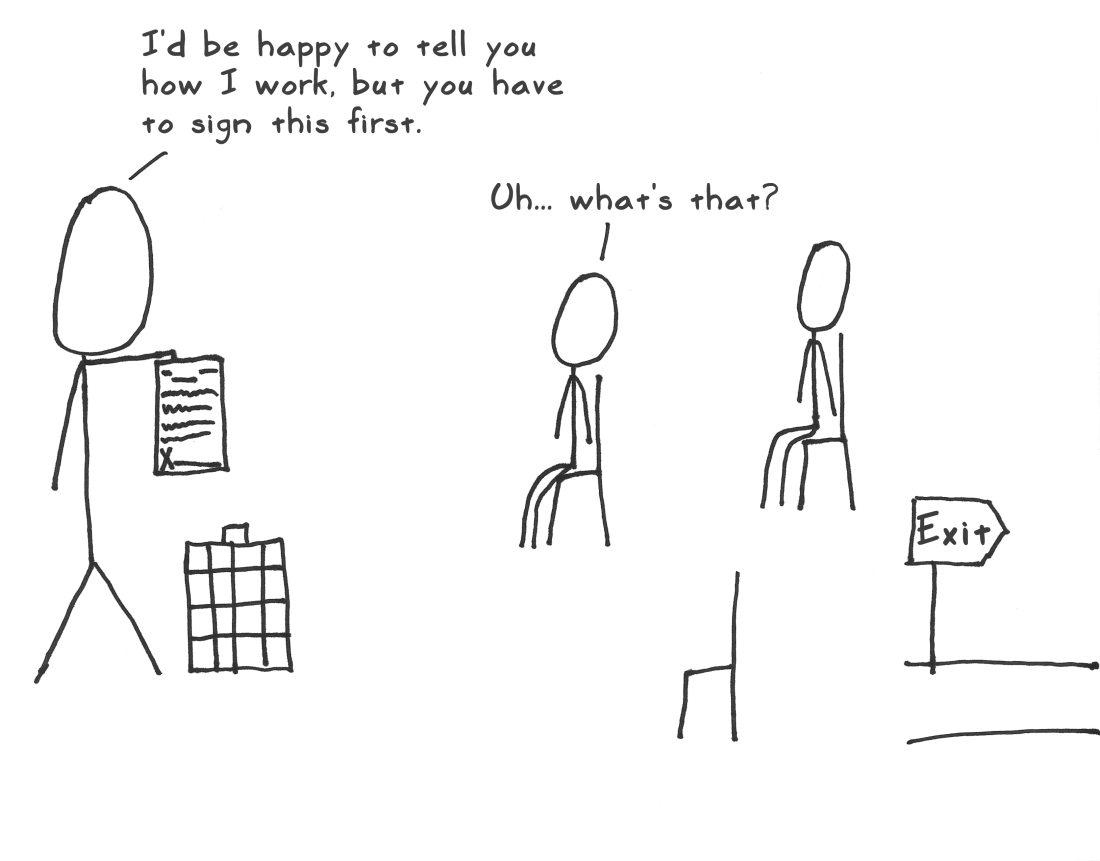 I'd be happy to tell you
how I work, but you have
to sign this first.
Uh... what's that?
X
Exit